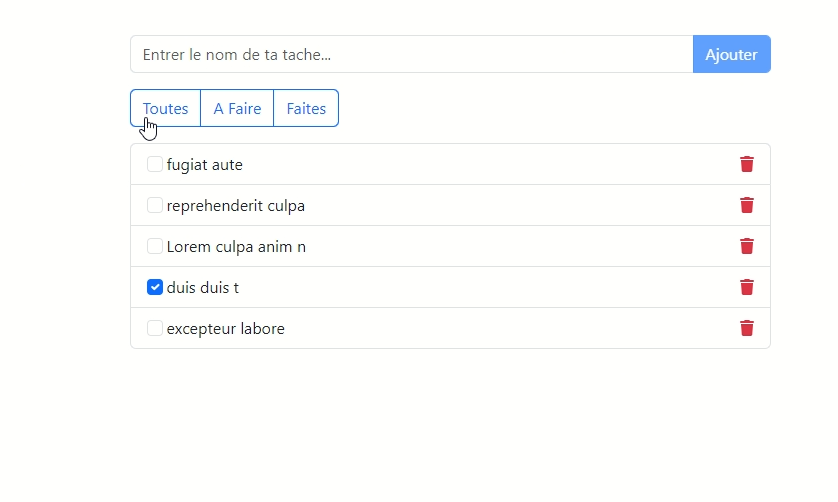 Entrer le nom de ta tache... Ajouter
Toutes A Faire Faites
fugiat aute
reprehenderit culpa
Lorem culpa anim n
duis duis t
excepteur labore